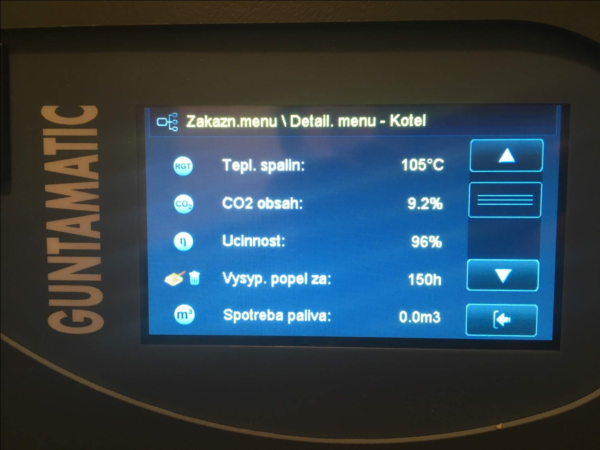 GUNTAMATIC
Zakazn.menu \ Detail. menu - Kotel
RGT Tepl. spalin: 105°C
CO₂ CO2 obsah: 9.2%
η Ucinnost: 96%
Vysyp. popel za: 150h
m³ Spotreba paliva: 0.0m3